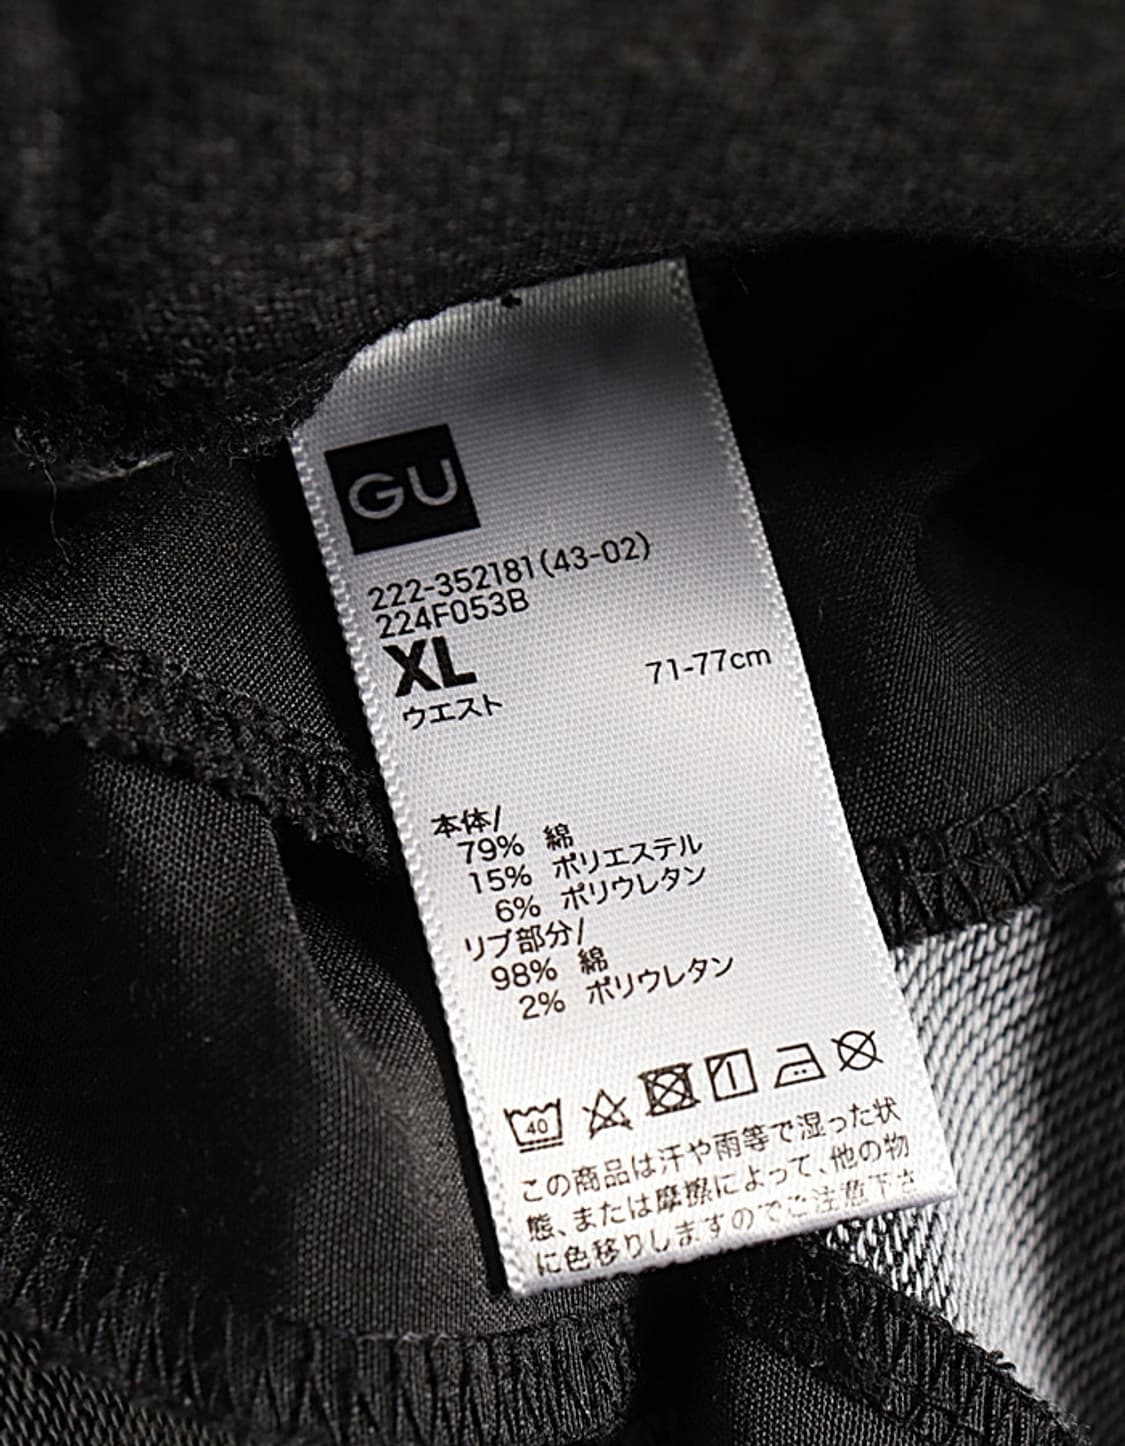 GU
222-352181(43-02)
224F053B
XL
ウエスト 71-77cm
本体/
79% 綿
15% ポリエステル
6% ポリウレタン
リブ部分/
98% 綿
2% ポリウレタン
40
この商品は汗や雨等で湿った状
態、または摩擦によって、他の物
に色移りしますのでご注意下さ